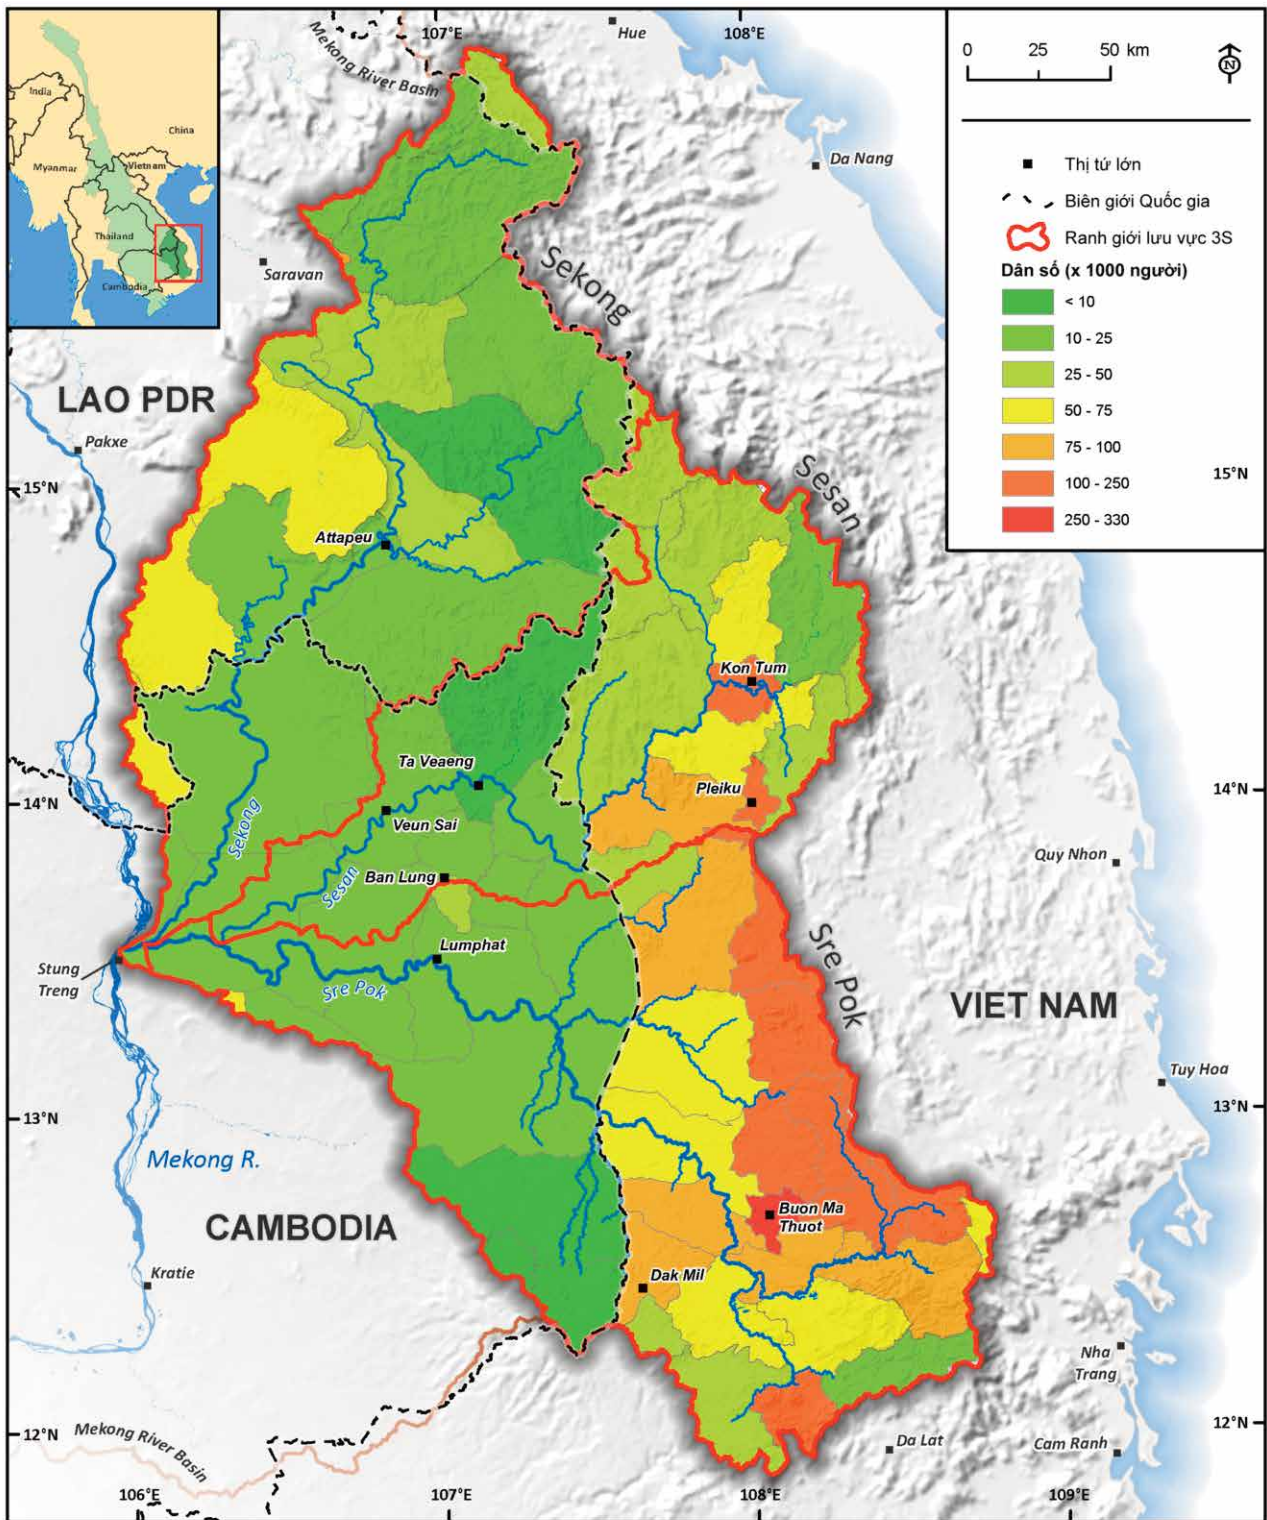 107°E
108°E
Hue
Mekong River Basin
India
China
Myanmar
Vietnam
Thailand
Cambodia
0 25 50 km
N
Da Nang
Thị tứ lớn
Biên giới Quốc gia
Ranh giới lưu vực 3S
Dân số (x 1000 người)
< 10
10 - 25
25 - 50
50 - 75
75 - 100
100 - 250
250 - 330
Saravan
Sekong
LAO PDR
Pakxe
15°N
15°N
Sesan
Attapeu
Kon Tum
Ta Veaeng
Pleiku
14°N
14°N
Sekong
Veun Sai
Sesan
Ban Lung
Quy Nhon
Lumphat
Stung
Treng
Sre Pok
Sre Pok
VIET NAM
Tuy Hoa
13°N
13°N
Mekong R.
Buon Ma
Thuot
CAMBODIA
Kratie
Dak Mil
Nha
Trang
12°N
12°N
Mekong River Basin
Da Lat
Cam Ranh
106°E
107°E
108°E
109°E